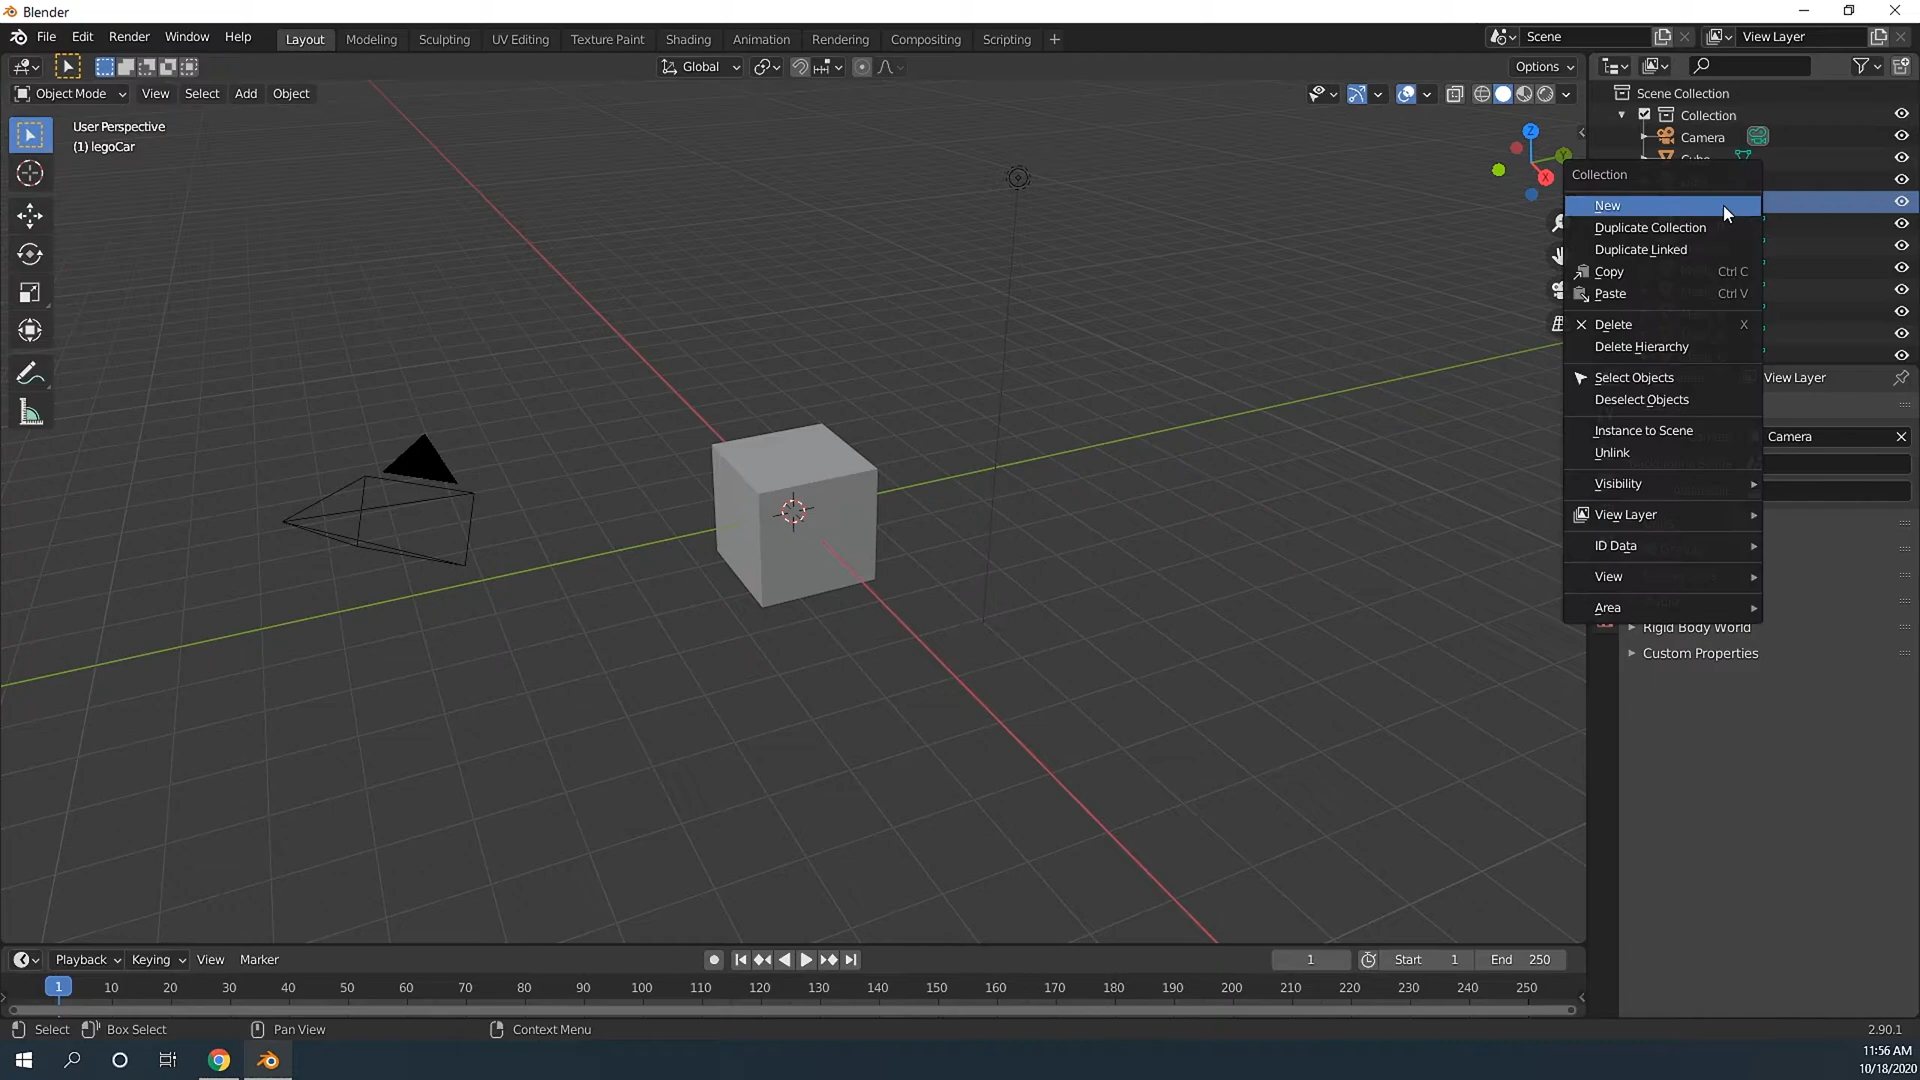 Blender
File Edit Render Window Help Layout Modeling Sculpting UV Editing Texture Paint Shading Animation Rendering Compositing Scripting + Scene View Layer
Global Options
Object Mode View Select Add Object
User Perspective
(1) legoCar
Z
Y
X
Scene Collection
Collection
Camera
Cube
Collection
New
Duplicate Collection
Duplicate Linked
Copy Ctrl C
Paste Ctrl V
Delete X
Delete Hierarchy
Select Objects
Deselect Objects
Instance to Scene
Unlink
Visibility
View Layer
ID Data
View
Area
View Layer
Camera
Rigid Body World
Custom Properties
Playback Keying View Marker 1 Start 1 End 250
1 10 20 30 40 50 60 70 80 90 100 110 120 130 140 150 160 170 180 190 200 210 220 230 240 250
Select Box Select Pan View Context Menu 2.90.1
11:56 AM
10/18/2020